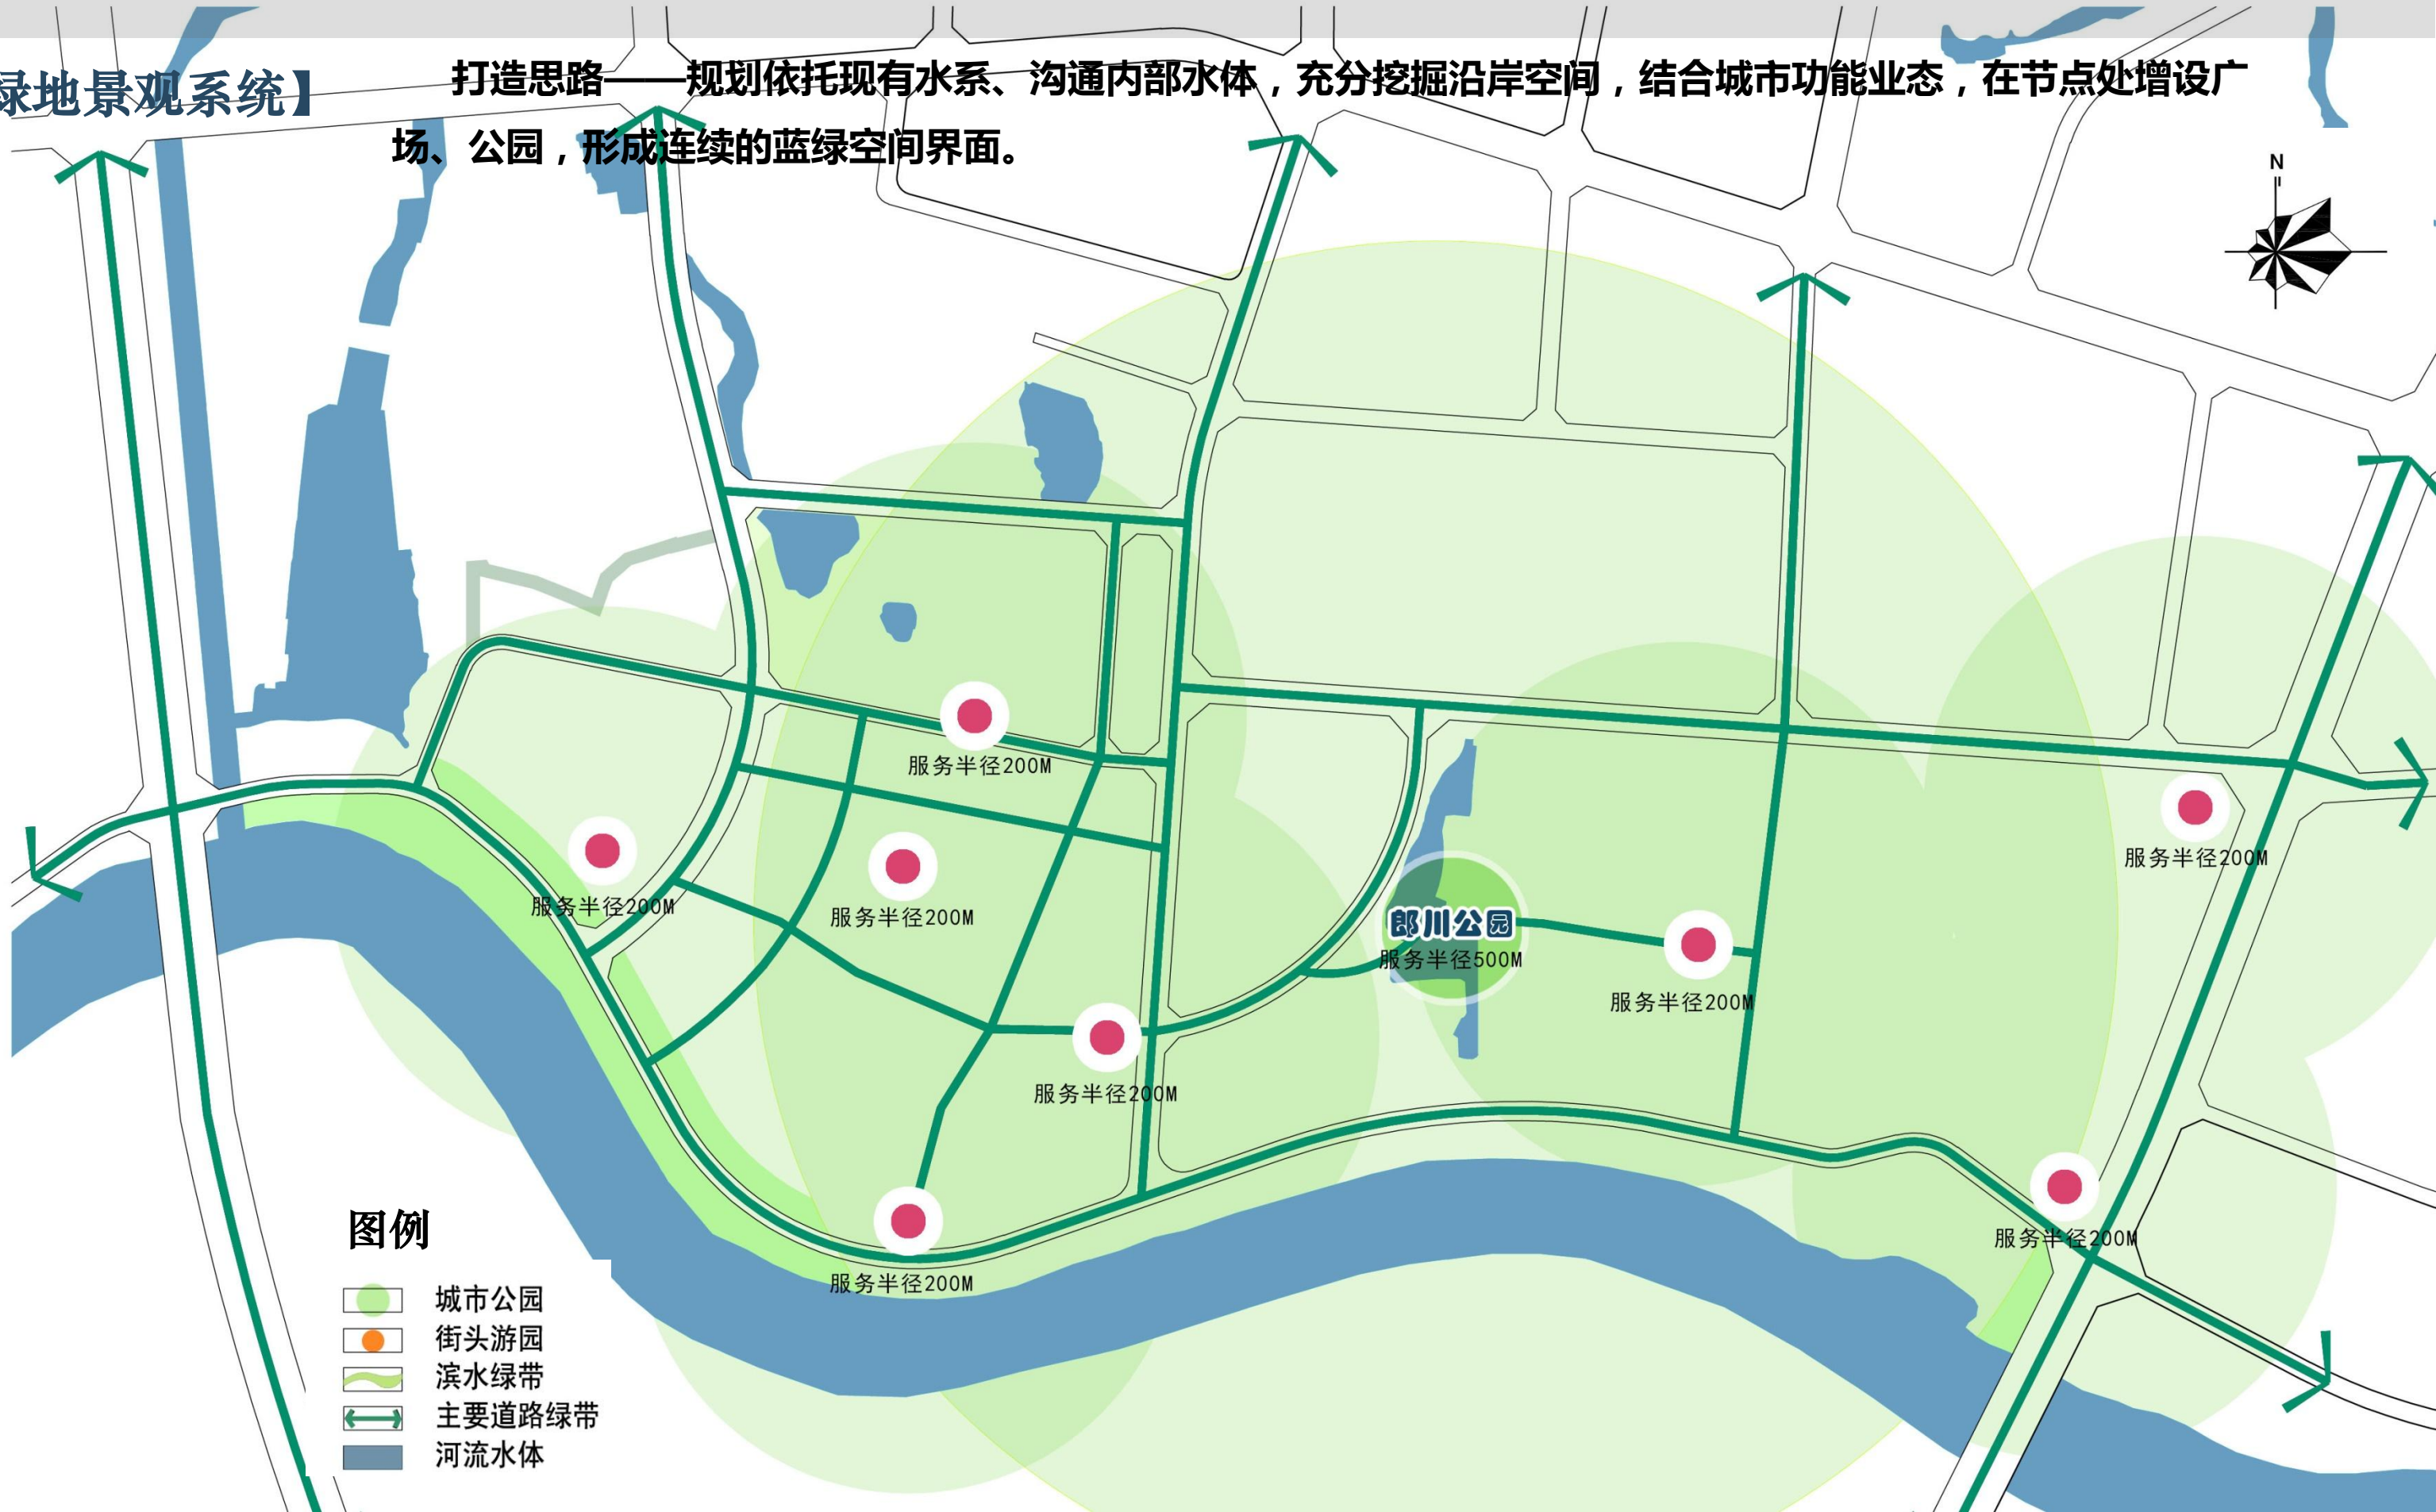 绿地景观系统】
打造思路——规划依托现有水系、沟通内部水体，充分挖掘沿岸空间，结合城市功能业态，在节点处增设广
场、公园，形成连续的蓝绿空间界面。
N
服务半径200M
服务半径200M
服务半径200M
服务半径200M
郎川公园
服务半径500M
服务半径200M
服务半径200M
服务半径200M
服务半径200M
图例
城市公园
街头游园
滨水绿带
主要道路绿带
河流水体